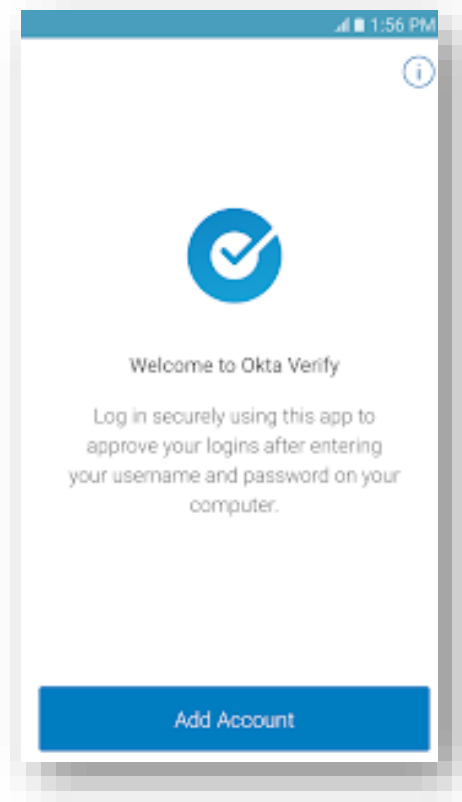 1:56 PM
i
Welcome to Okta Verify
Log in securely using this app to
approve your logins after entering
your username and password on your
computer.
Add Account